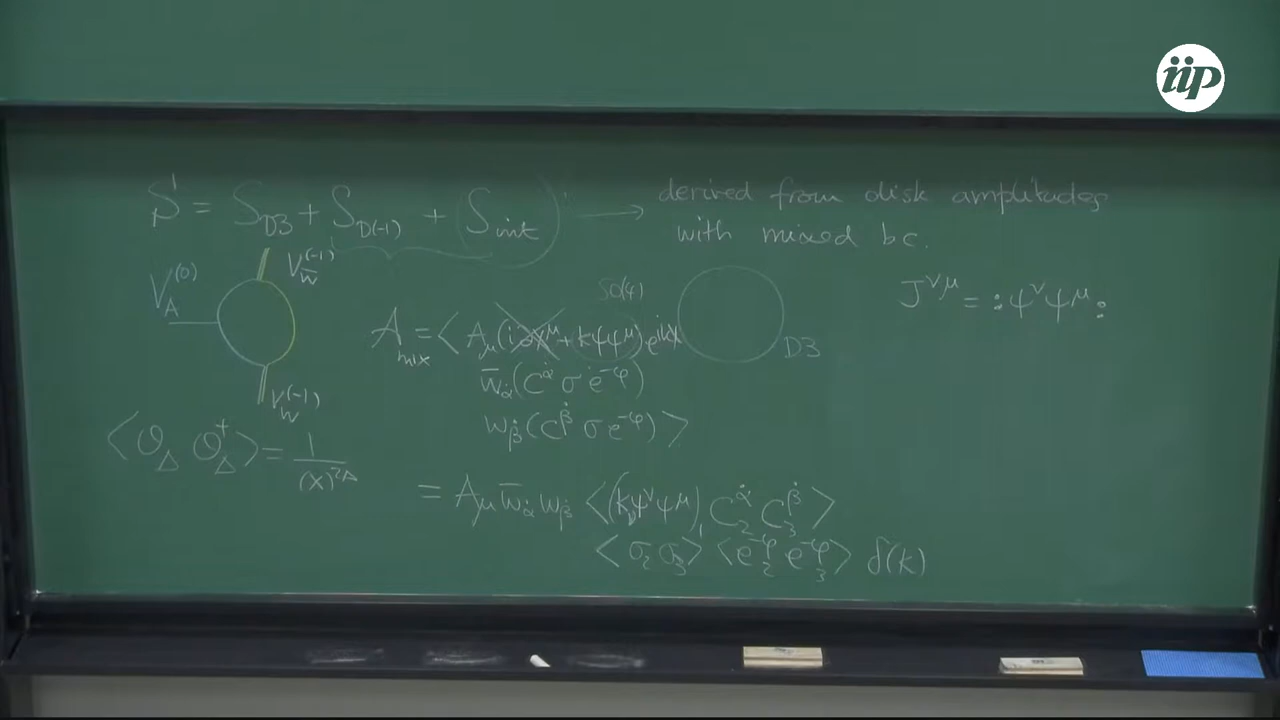 iip
S = S_{D3} + S_{D(-1)} + S_{int} → derived from disk amplitudes
with mixed b c.
V_A^{(0)} V_{\bar{w}}^{(-1)} V_w^{(-1)}
SO(4)
D3
J^{νμ} = :ψ^ν ψ^μ:
A_{mix} = < A_μ (i∂X^μ + kψψ^μ) e^{ikX}
\bar{w}_{\dot{α}} (C^{\dot{α}} σ e^{-φ})
w_{\dot{β}} (C^{\dot{β}} σ e^{-φ}) >
< O_Δ O_Δ^† > = 1/(x)^{2Δ}
= A_μ \bar{w}_{\dot{α}} w_{\dot{β}} < (k_ν ψ^ν ψ^μ)_1 C_2^{\dot{α}} C_3^{\dot{β}} >
< σ_2 σ_3 > < e_2^{-φ} e_3^{-φ} > δ(k)